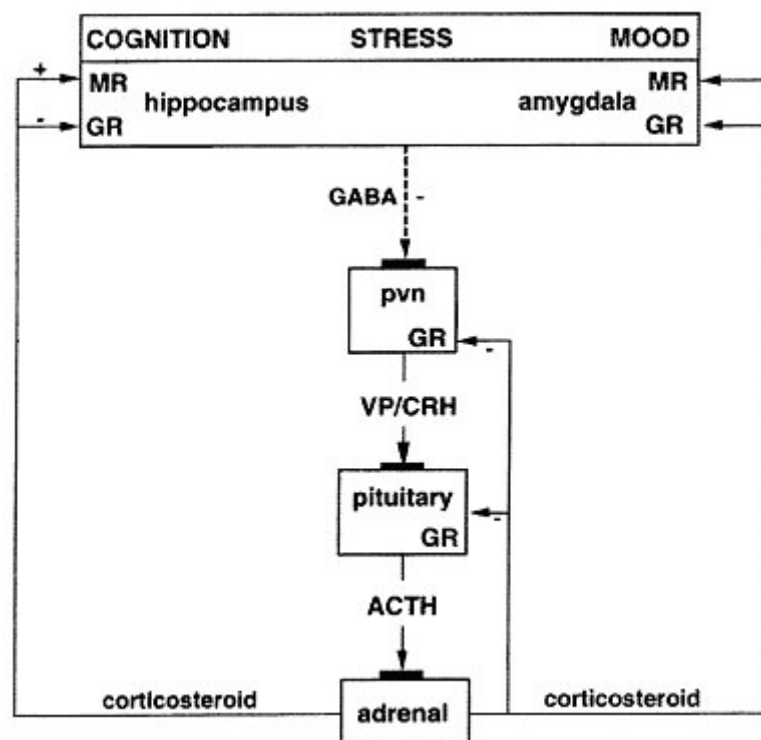 COGNITION STRESS MOOD
+ MR MR
hippocampus amygdala
- GR GR
GABA -
pvn
GR -
VP/CRH
pituitary
GR -
ACTH
corticosteroid adrenal corticosteroid